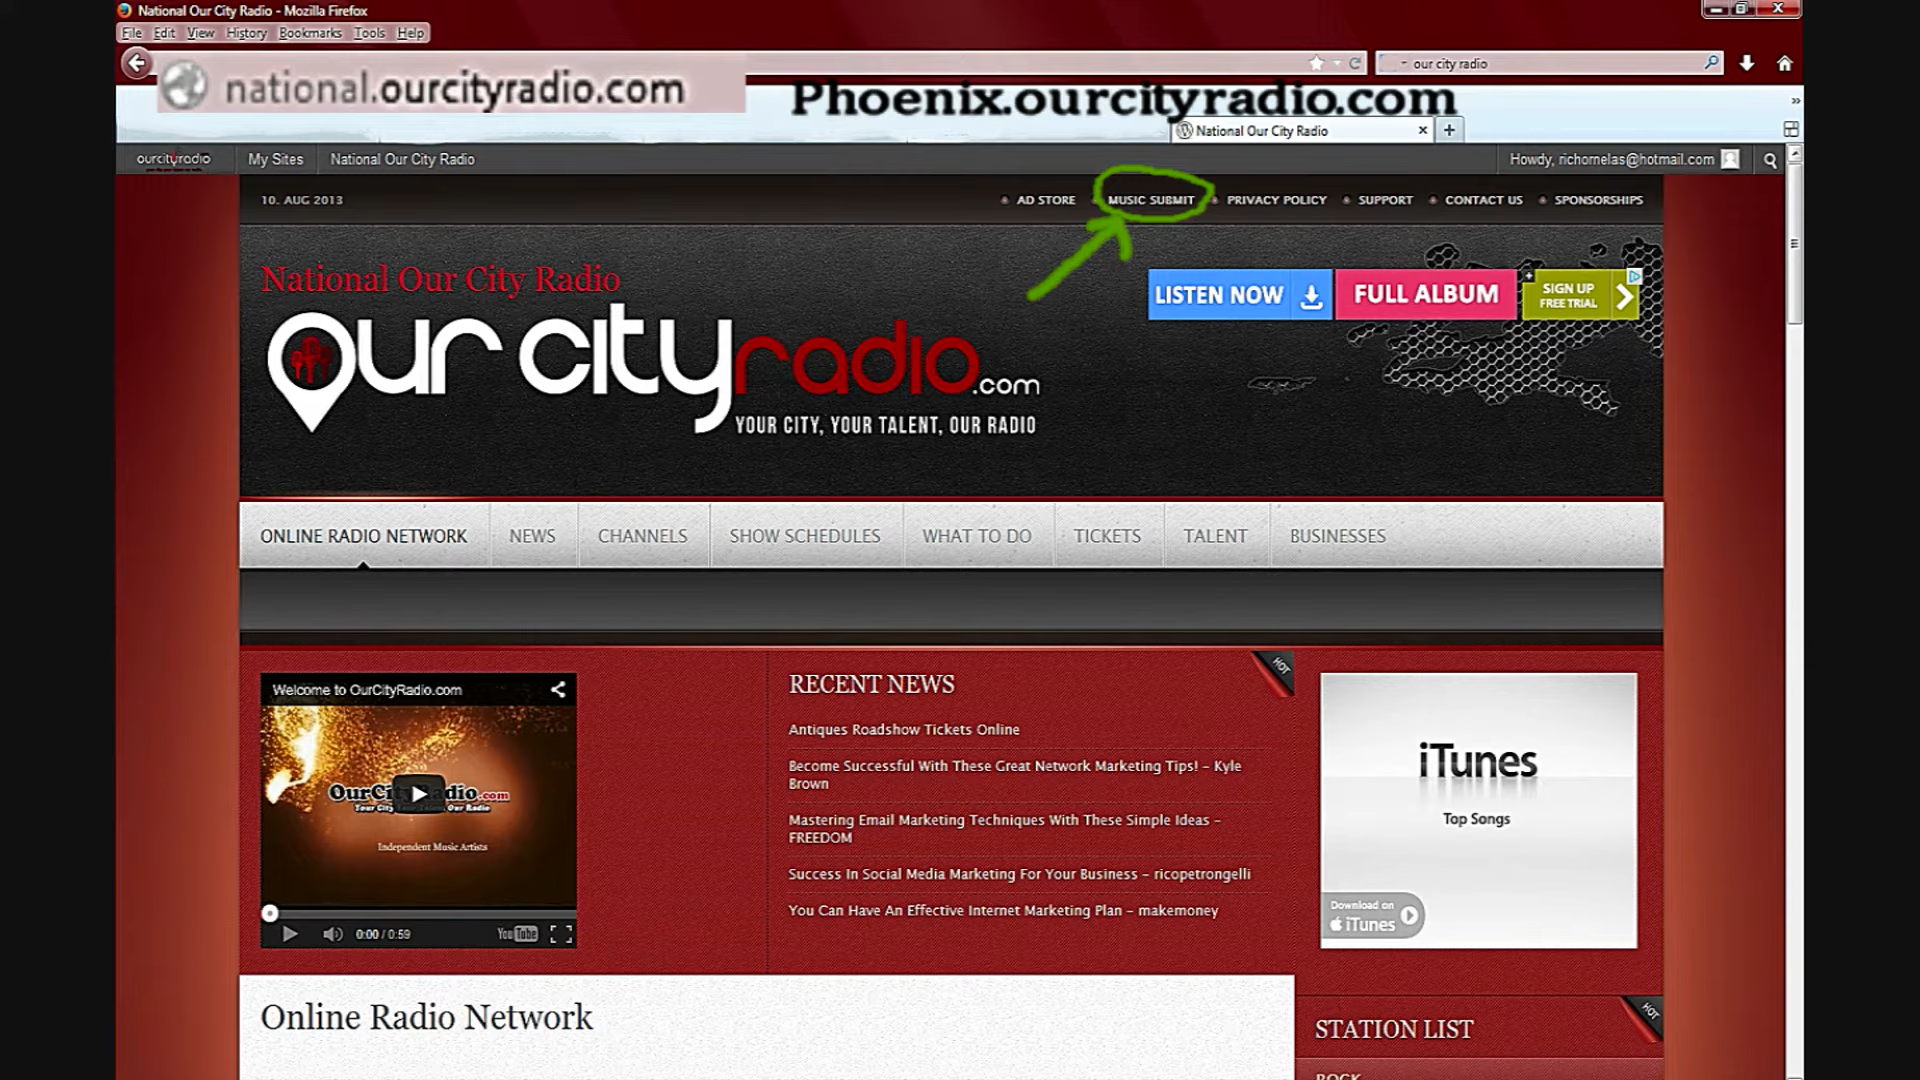 National Our City Radio - Mozilla Firefox
File Edit View History Bookmarks Tools Help
national.ourcityradio.com
our city radio
Phoenix.ourcityradio.com
National Our City Radio
ourcityradio My Sites National Our City Radio
Howdy, richornelas@hotmail.com
10. AUG 2013
AD STORE MUSIC SUBMIT PRIVACY POLICY SUPPORT CONTACT US SPONSORSHIPS
National Our City Radio
our cityradio.com
YOUR CITY, YOUR TALENT, OUR RADIO
LISTEN NOW FULL ALBUM SIGN UP
FREE TRIAL
ONLINE RADIO NETWORK NEWS CHANNELS SHOW SCHEDULES WHAT TO DO TICKETS TALENT BUSINESSES
Welcome to OurCityRadio.com
Independent Music Artists
0:00 / 0:59 YouTube
RECENT NEWS
HOT
Antiques Roadshow Tickets Online
Become Successful With These Great Network Marketing Tips! – Kyle
Brown
Mastering Email Marketing Techniques With These Simple Ideas –
FREEDOM
Success In Social Media Marketing For Your Business – ricopetrongelli
You Can Have An Effective Internet Marketing Plan – makemoney
iTunes
Top Songs
Download on
iTunes
Online Radio Network
STATION LIST
HOT
ROCK